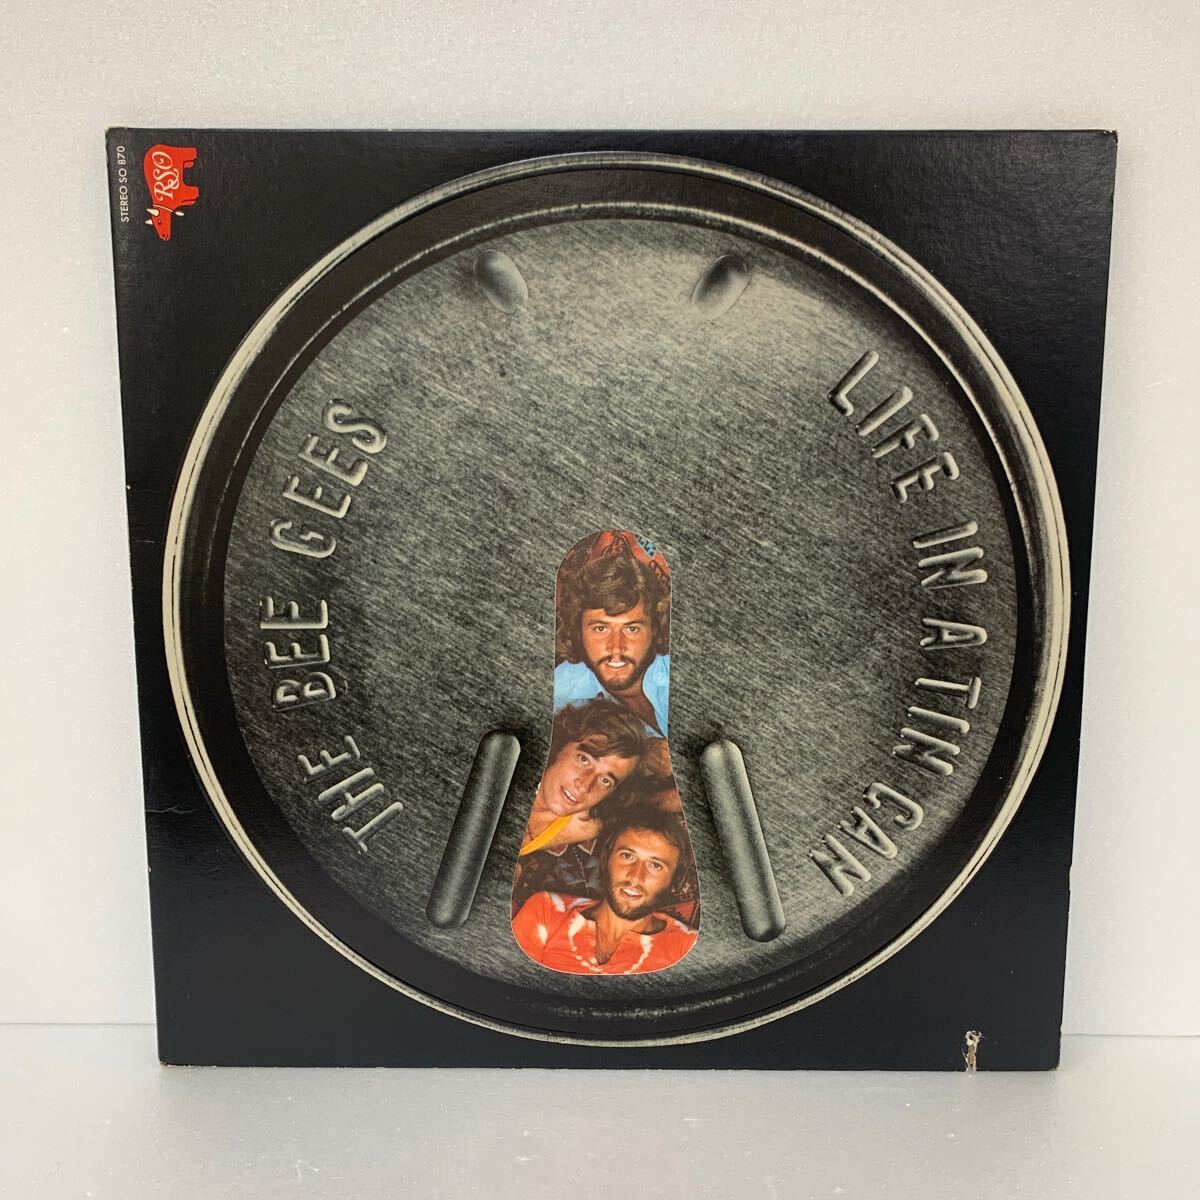 STEREO SO 870
RSO
THE BEE GEES
LIFE IN A TIN CAN